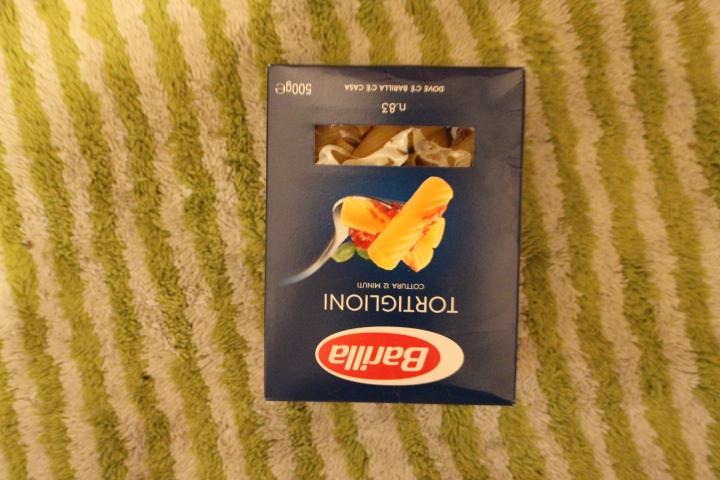 Barilla
TORTIGLIONI
COTTURA 12 MINUTI
n.83
DOVE C'È BARILLA C'È CASA
500g℮